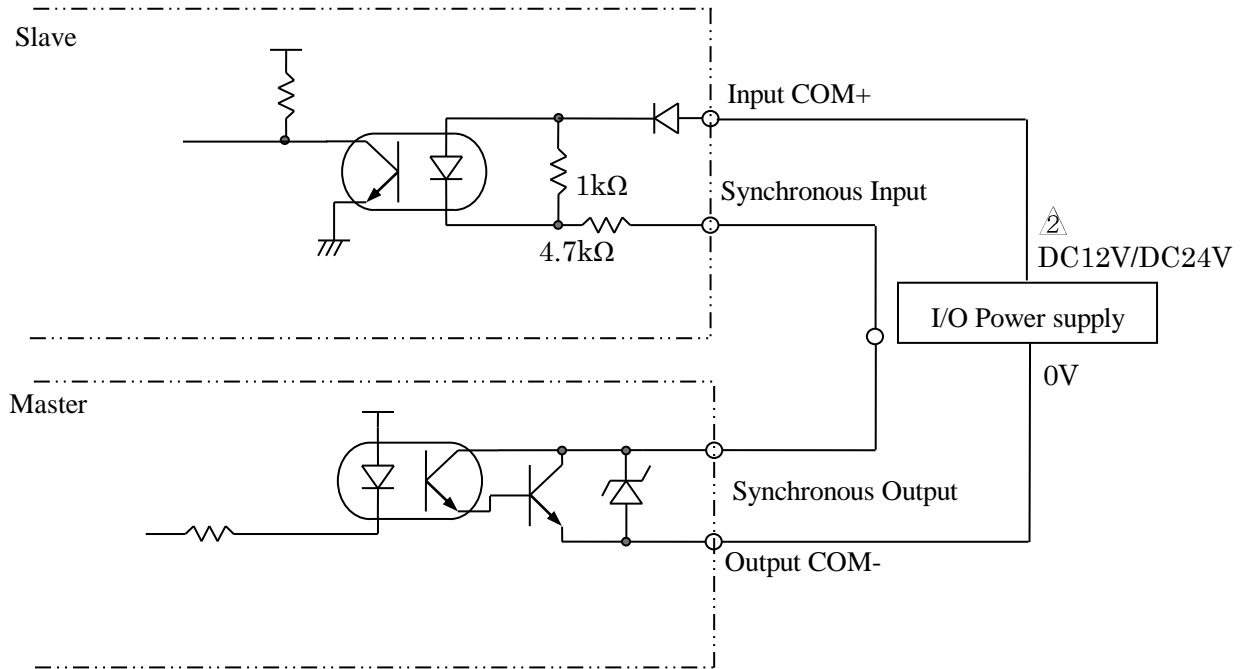 Slave
Input COM+
1kΩ
Synchronous Input
4.7kΩ
2
DC12V/DC24V
I/O Power supply
0V
Master
Synchronous Output
Output COM-